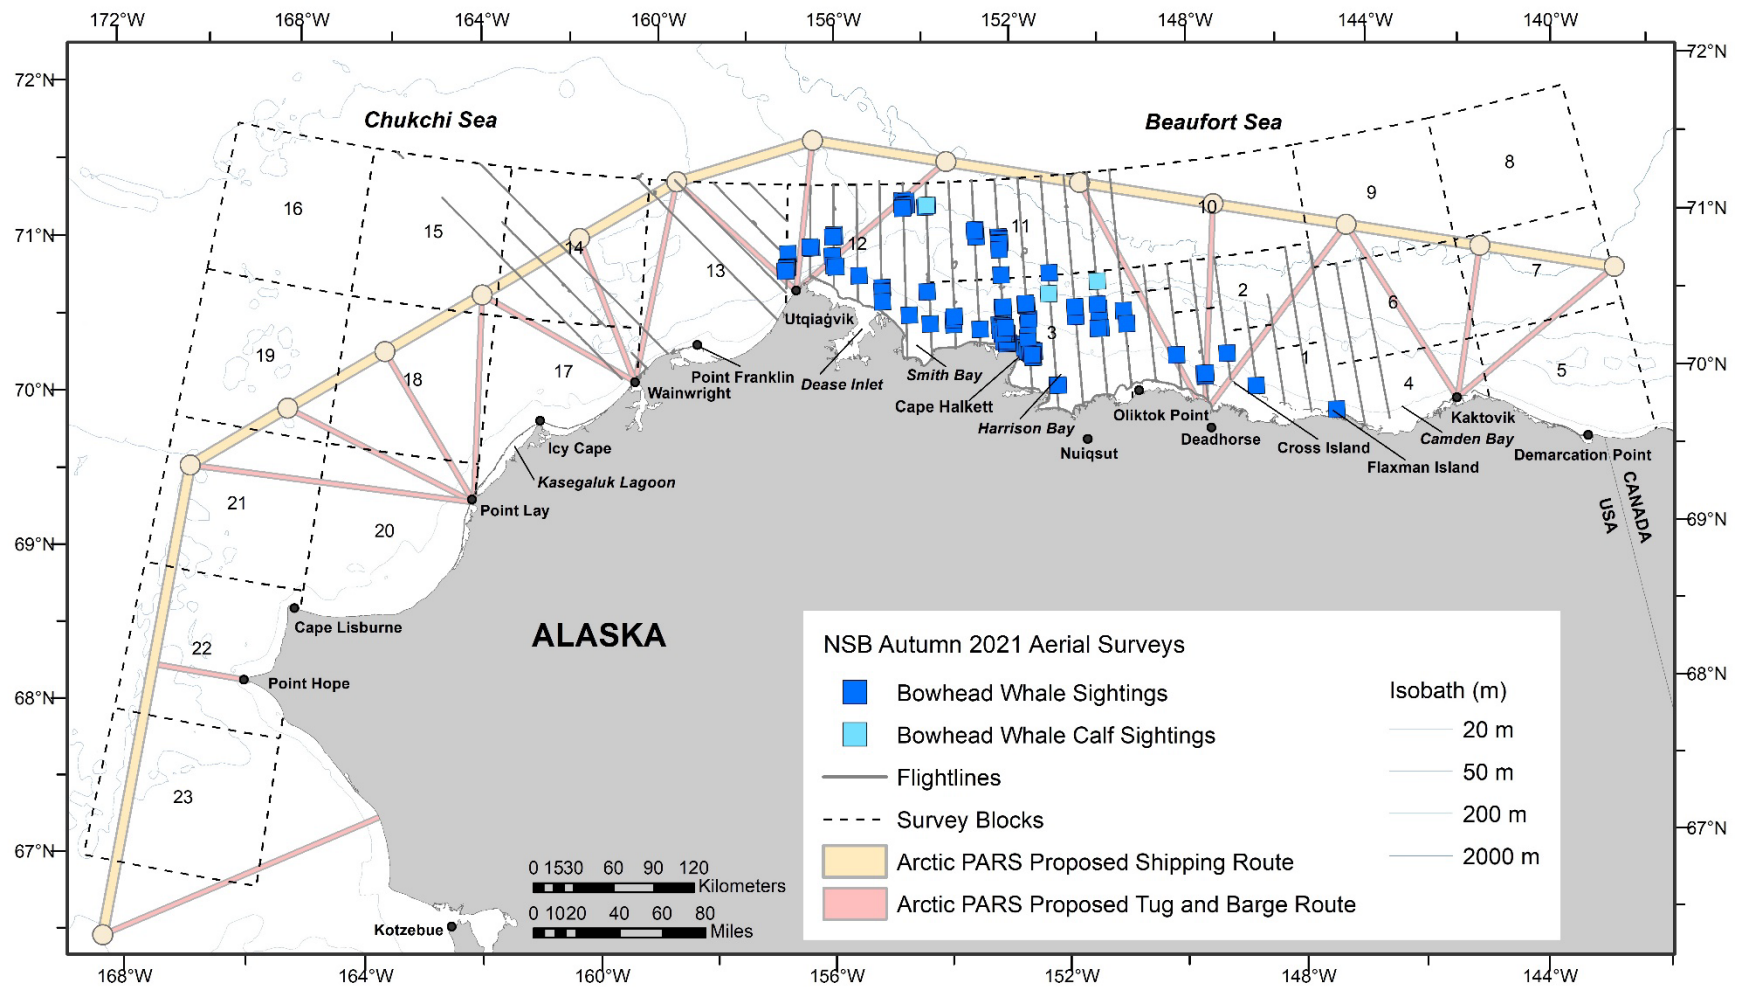 172°W 168°W 164°W 160°W 156°W 152°W 148°W 144°W 140°W
72°N
72°N
Chukchi Sea
Beaufort Sea
8
9
16
10
71°N
11
15
71°N
12
14
13
7
2
6
Utqiaġvik
3
19
1
70°N
Point Franklin
Dease Inlet
Smith Bay
17
18
4
5
70°N
Wainwright
Cape Halkett
Harrison Bay
Oliktok Point
Kaktovik
Deadhorse
Camden Bay
Icy Cape
Nuiqsut
Cross Island
Demarcation Point
Flaxman Island
Kasegaluk Lagoon
Point Lay
21
20
CANADA
USA
69°N
69°N
Cape Lisburne
ALASKA
22
Point Hope
68°N
68°N
23
67°N
67°N
NSB Autumn 2021 Aerial Surveys
Bowhead Whale Sightings
Bowhead Whale Calf Sightings
Flightlines
Survey Blocks
Arctic PARS Proposed Shipping Route
Arctic PARS Proposed Tug and Barge Route
Isobath (m)
20 m
50 m
200 m
2000 m
0 15 30 60 90 120
Kilometers
0 10 20 40 60 80
Miles
Kotzebue
168°W 164°W 160°W 156°W 152°W 148°W 144°W